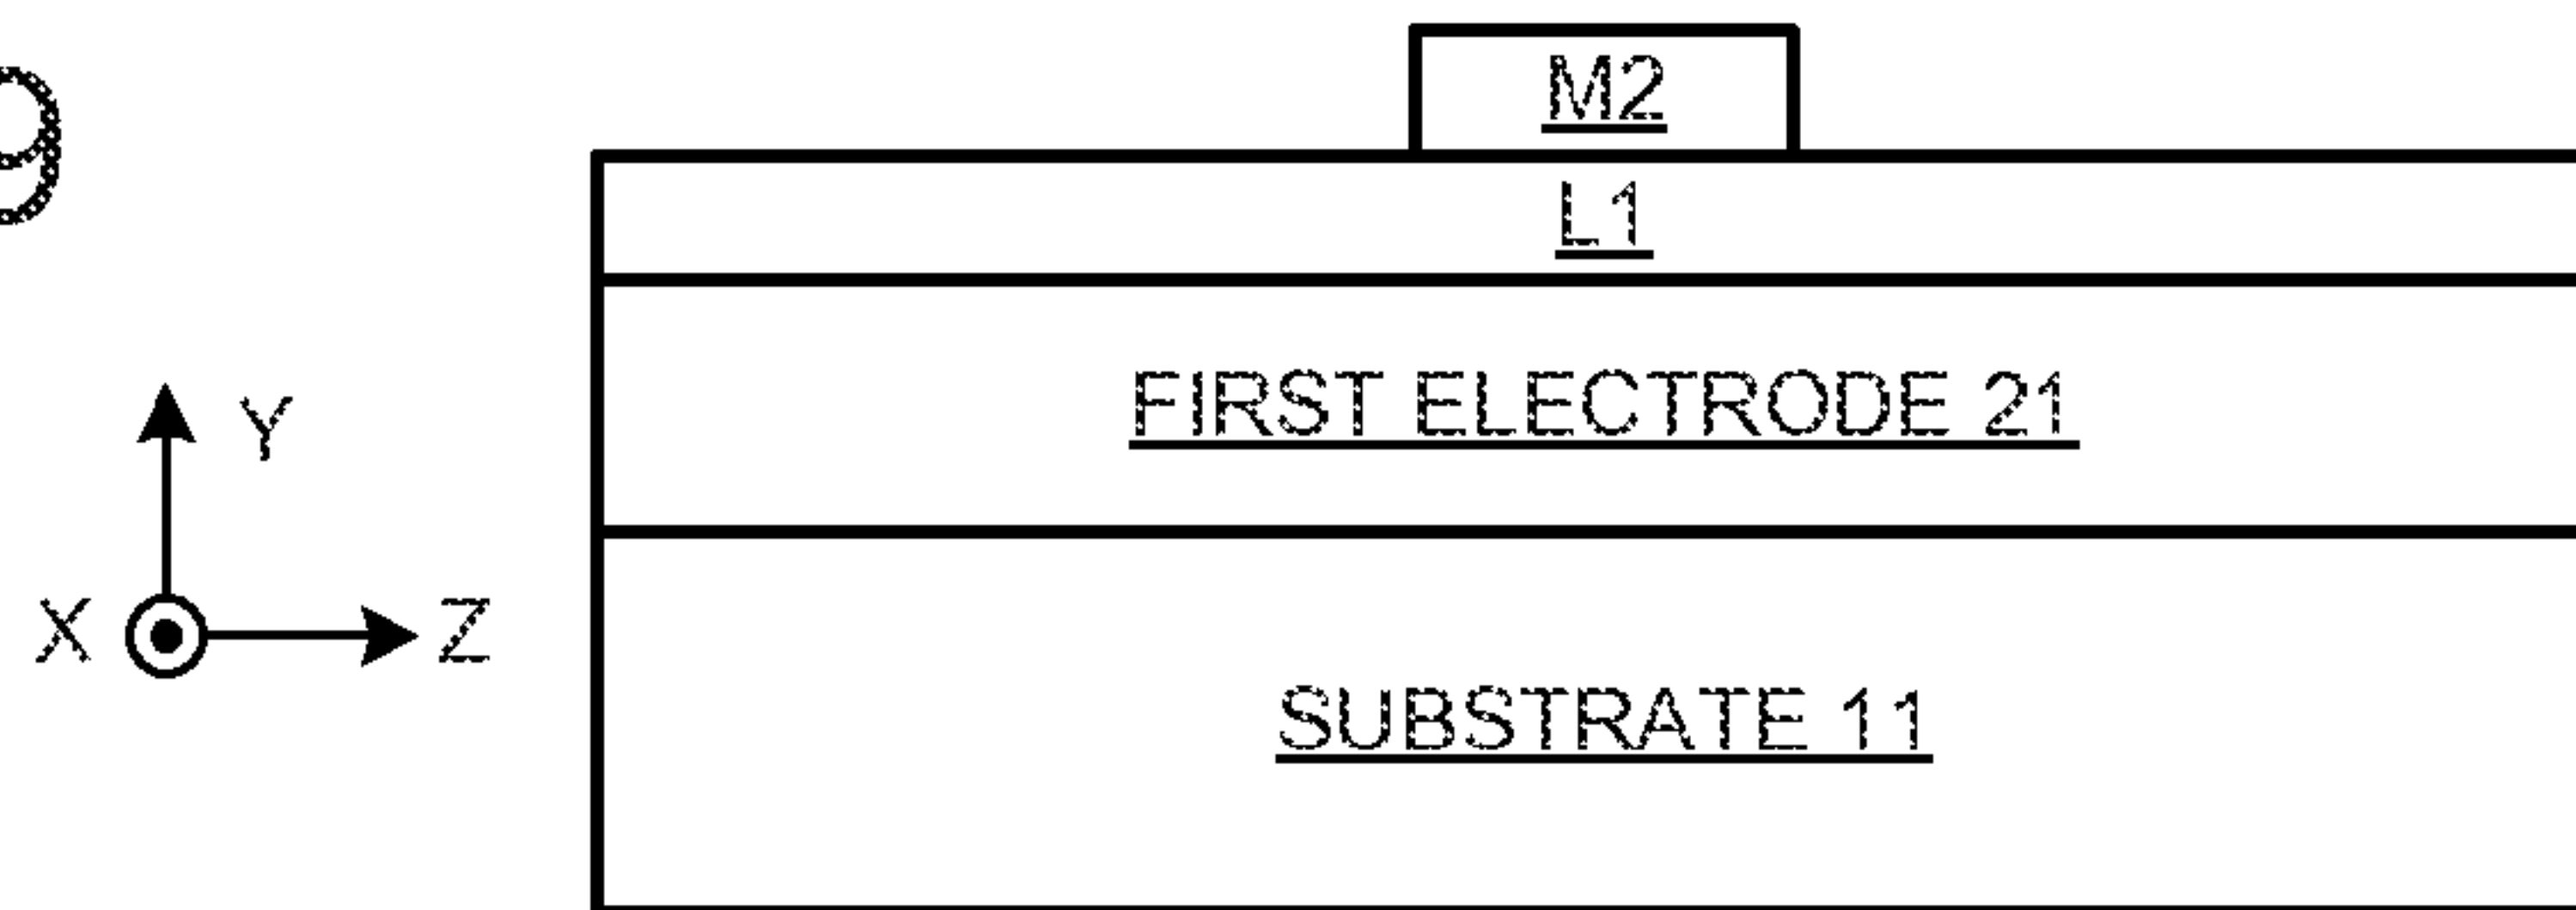 9
M2
L1
FIRST ELECTRODE 21
Y
X Z
SUBSTRATE 11